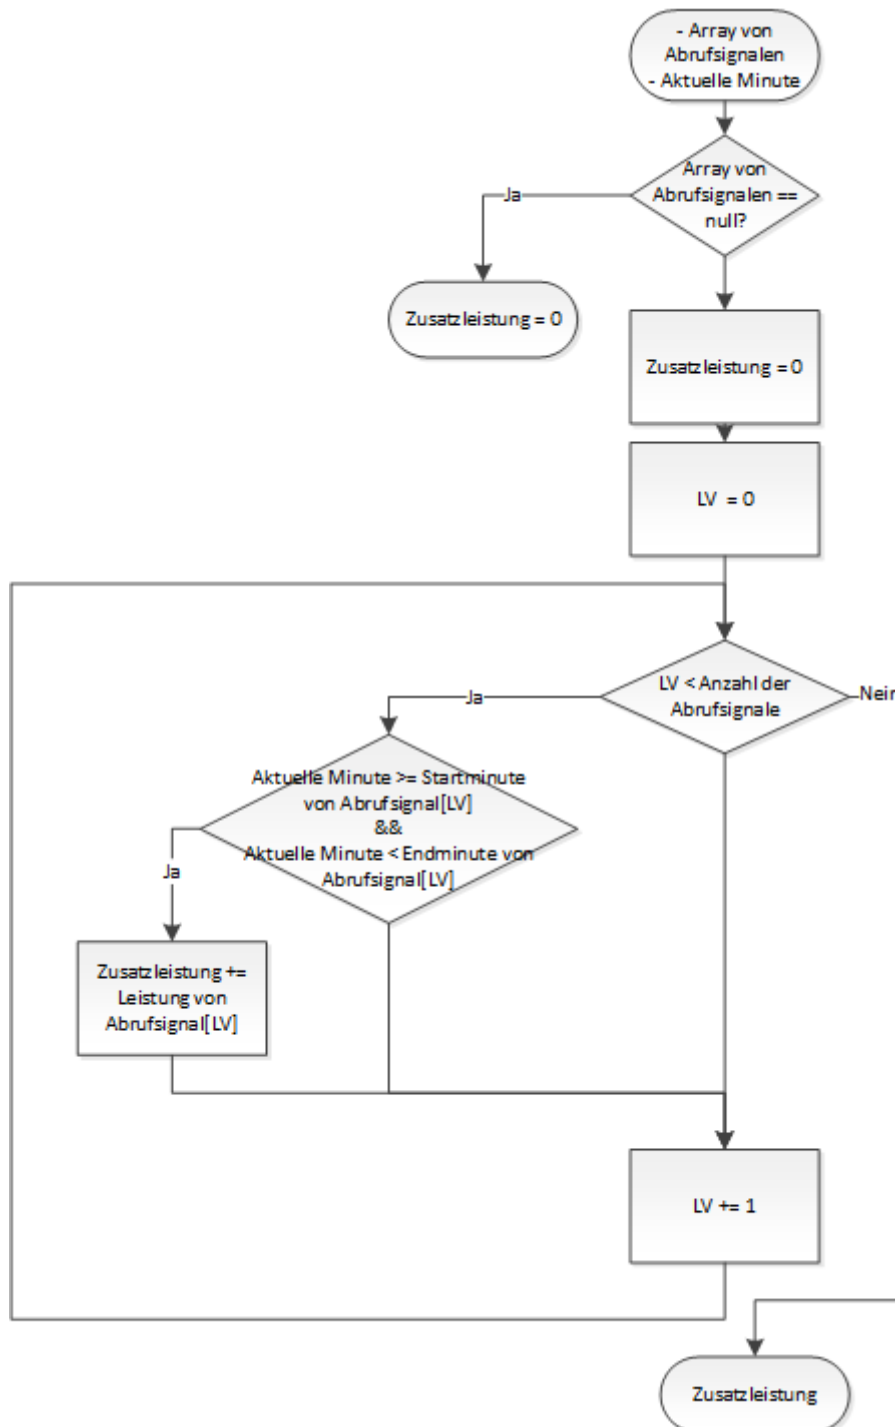 - Array von
Abrufsignalen
- Aktuelle Minute
Array von
Abrufsignalen ==
null?
Ja
Zusatzleistung = 0
Zusatzleistung = 0
LV = 0
LV < Anzahl der
Abrufsignale
Nein
Ja
Aktuelle Minute >= Startminute
von Abrufsignal[LV]
&&
Aktuelle Minute < Endminute von
Abrufsignal[LV]
Ja
Zusatzleistung +=
Leistung von
Abrufsignal[LV]
LV += 1
Zusatzleistung